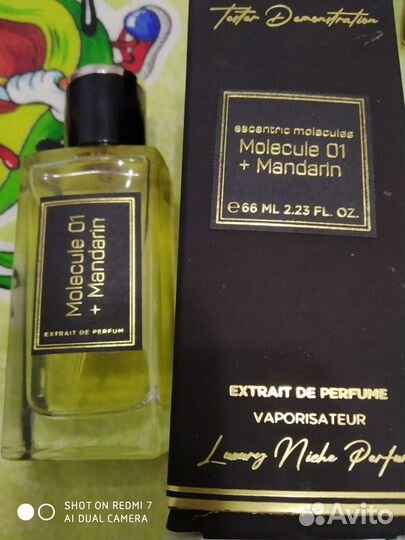 Tester Demonstration
escentric molecules
Molecule 01
+ Mandarin
℮ 66 ML 2.23 FL. OZ.
Molecule 01
+ Mandarin
EXTRAIT DE PERFUM
EXTRAIT DE PERFUME
VAPORISATEUR
Luxury Niche Perfum
SHOT ON REDMI 7
AI DUAL CAMERA
Avito